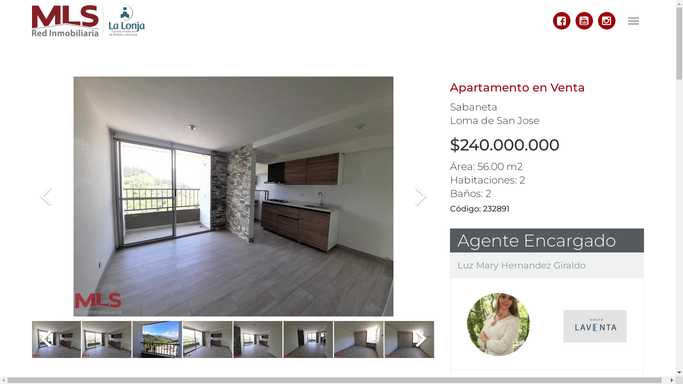 MLS
Red Inmobiliaria
La Lonja
Apartamento en Venta
Sabaneta
Loma de San Jose
$240.000.000
Área: 56.00 m2
Habitaciones: 2
Baños: 2
Código: 232891
Agente Encargado
Luz Mary Hernandez Giraldo
MLS
LAVENTA